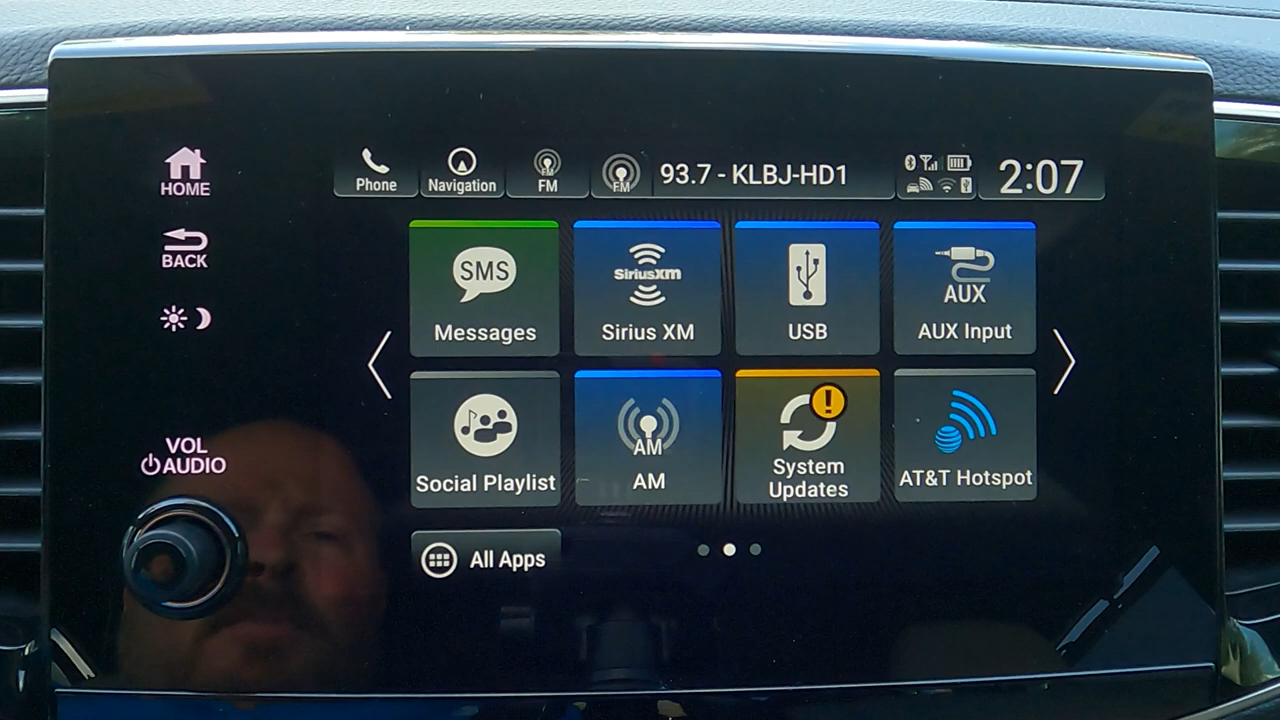 HOME
BACK
VOL
AUDIO
Phone
Navigation
FM
FM
FM
93.7 - KLBJ-HD1
2:07
SMS
Messages
SiriusXM
Sirius XM
USB
AUX
AUX Input
Social Playlist
AM
AM
!
System
Updates
AT&T Hotspot
All Apps